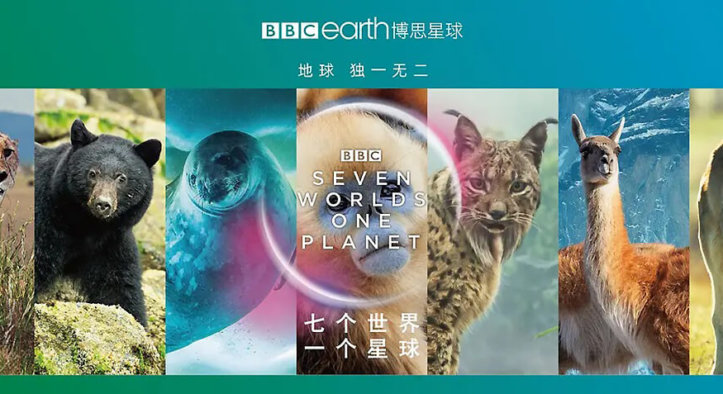 BBC earth 博思星球
地球 独一无二
BBC
SEVEN
WORLDS
ONE
PLANET
七个世界
一个星球